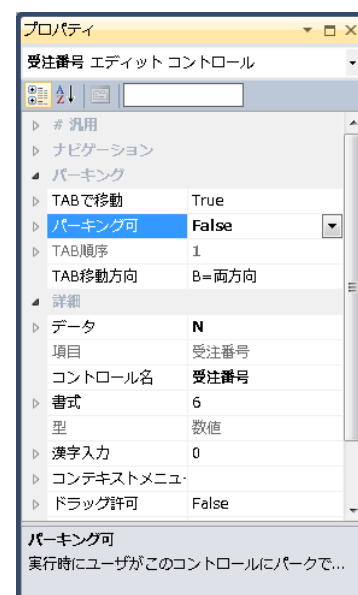 プロパティ
受注番号 エディット コントロール
# 汎用
ナビゲーション
パーキング
TABで移動 True
パーキング可 False
TAB順序 1
TAB移動方向 B=両方向
詳細
データ N
項目 受注番号
コントロール名 受注番号
書式 6
型 数値
漢字入力 0
コンテキストメニュー
ドラッグ許可 False
パーキング可
実行時にユーザがこのコントロールにパークで...